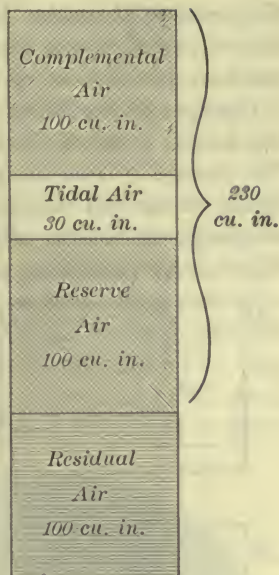 Complemental
Air
100 cu. in.
Tidal Air
30 cu. in.
230
cu. in.
Reserve
Air
100 cu. in.
Residual
Air
100 cu. in.